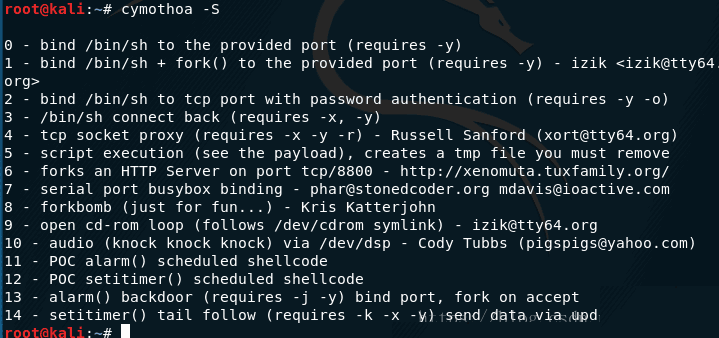 root@kali:~# cymothoa -S
0 - bind /bin/sh to the provided port (requires -y)
1 - bind /bin/sh + fork() to the provided port (requires -y) - izik <izik@tty64.
org>
2 - bind /bin/sh to tcp port with password authentication (requires -y -o)
3 - /bin/sh connect back (requires -x, -y)
4 - tcp socket proxy (requires -x -y -r) - Russell Sanford (xort@tty64.org)
5 - script execution (see the payload), creates a tmp file you must remove
6 - forks an HTTP Server on port tcp/8800 - http://xenomuta.tuxfamily.org/
7 - serial port busybox binding - phar@stonedcoder.org mdavis@ioactive.com
8 - forkbomb (just for fun...) - Kris Katterjohn
9 - open cd-rom loop (follows /dev/cdrom symlink) - izik@tty64.org
10 - audio (knock knock knock) via /dev/dsp - Cody Tubbs (pigspigs@yahoo.com)
11 - POC alarm() scheduled shellcode
12 - POC setitimer() scheduled shellcode
13 - alarm() backdoor (requires -j -y) bind port, fork on accept
14 - setitimer() tail follow (requires -k -x -y) send data via upd
root@kali:~#